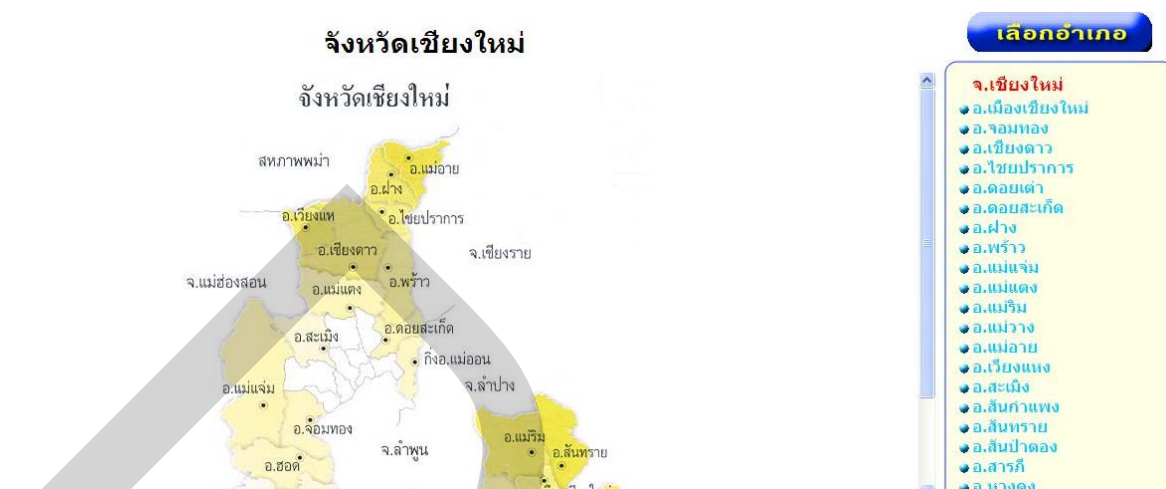 จังหวัดเชียงใหม่
จังหวัดเชียงใหม่
สหภาพพม่า
อ.แม่อาย
อ.ฝาง
อ.เวียงแห
อ.ไชยปราการ
อ.เชียงดาว
จ.เชียงราย
จ.แม่ฮ่องสอน
อ.แม่แตง
อ.พร้าว
อ.สะเมิง
อ.ดอยสะเก็ด
กิ่งอ.แม่ออน
อ.แม่แจ่ม
จ.ลำปาง
อ.จอมทอง
จ.ลำพูน
อ.แม่ริม
อ.สันทราย
อ.ฮอด
เลือกอำเภอ
จ.เชียงใหม่
อ.เมืองเชียงใหม่
อ.จอมทอง
อ.เชียงดาว
อ.ไชยปราการ
อ.ดอยเต่า
อ.ดอยสะเก็ด
อ.ฝาง
อ.พร้าว
อ.แม่แจ่ม
อ.แม่แตง
อ.แม่ริม
อ.แม่วาง
อ.แม่อาย
อ.เวียงแหง
อ.สะเมิง
อ.สันกำแพง
อ.สันทราย
อ.สันป่าตอง
อ.สารภี
อ.หางดง